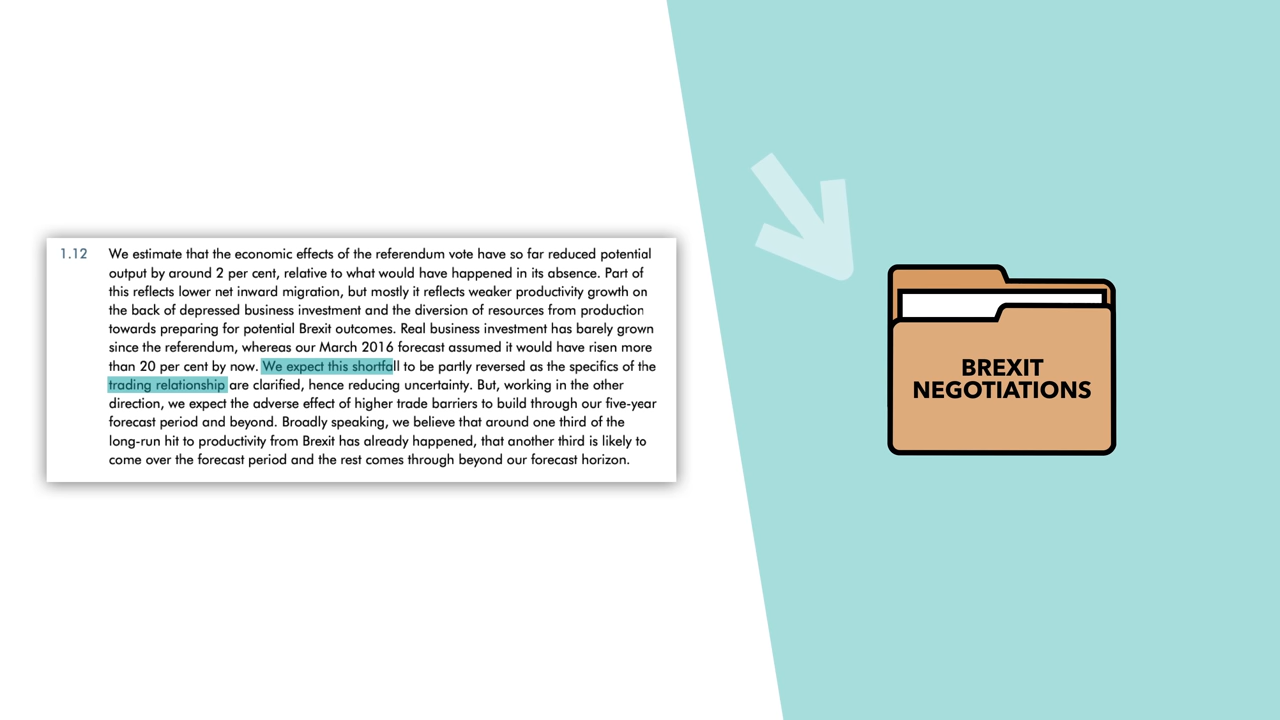 1.12 We estimate that the economic effects of the referendum vote have so far reduced potential
output by around 2 per cent, relative to what would have happened in its absence. Part of
this reflects lower net inward migration, but mostly it reflects weaker productivity growth on
the back of depressed business investment and the diversion of resources from production
towards preparing for potential Brexit outcomes. Real business investment has barely grown
since the referendum, whereas our March 2016 forecast assumed it would have risen more
than 20 per cent by now. We expect this shortfall to be partly reversed as the specifics of the
trading relationship are clarified, hence reducing uncertainty. But, working in the other
direction, we expect the adverse effect of higher trade barriers to build through our five-year
forecast period and beyond. Broadly speaking, we believe that around one third of the
long-run hit to productivity from Brexit has already happened, that another third is likely to
come over the forecast period and the rest comes through beyond our forecast horizon.
BREXIT
NEGOTIATIONS